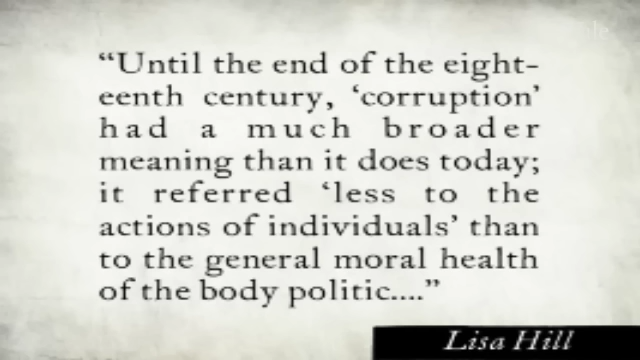 “Until the end of the eight-
eenth century, ‘corruption’
had a much broader
meaning than it does today;
it referred ‘less to the
actions of individuals’ than
to the general moral health
of the body politic....”
Lisa Hill